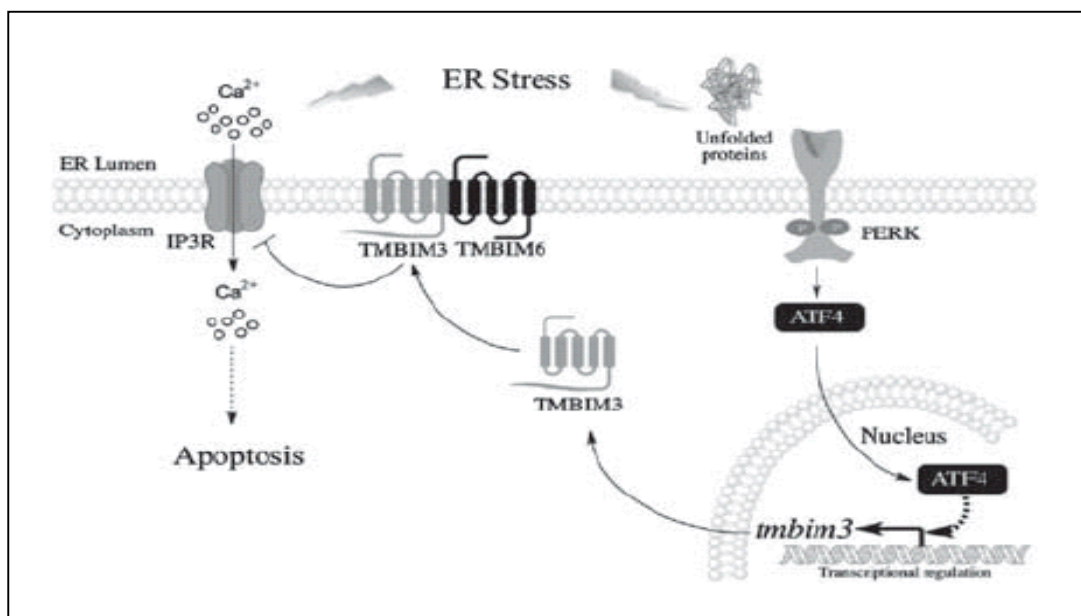 ER Stress
Ca2+
Unfolded
proteins
ER Lumen
Cytoplasm
IP3R
TMBIM3
TMBIM6
P
P
PERK
Ca2+
ATF4
TMBIM3
Apoptosis
Nucleus
ATF4
tmbim3
Transcriptional regulation